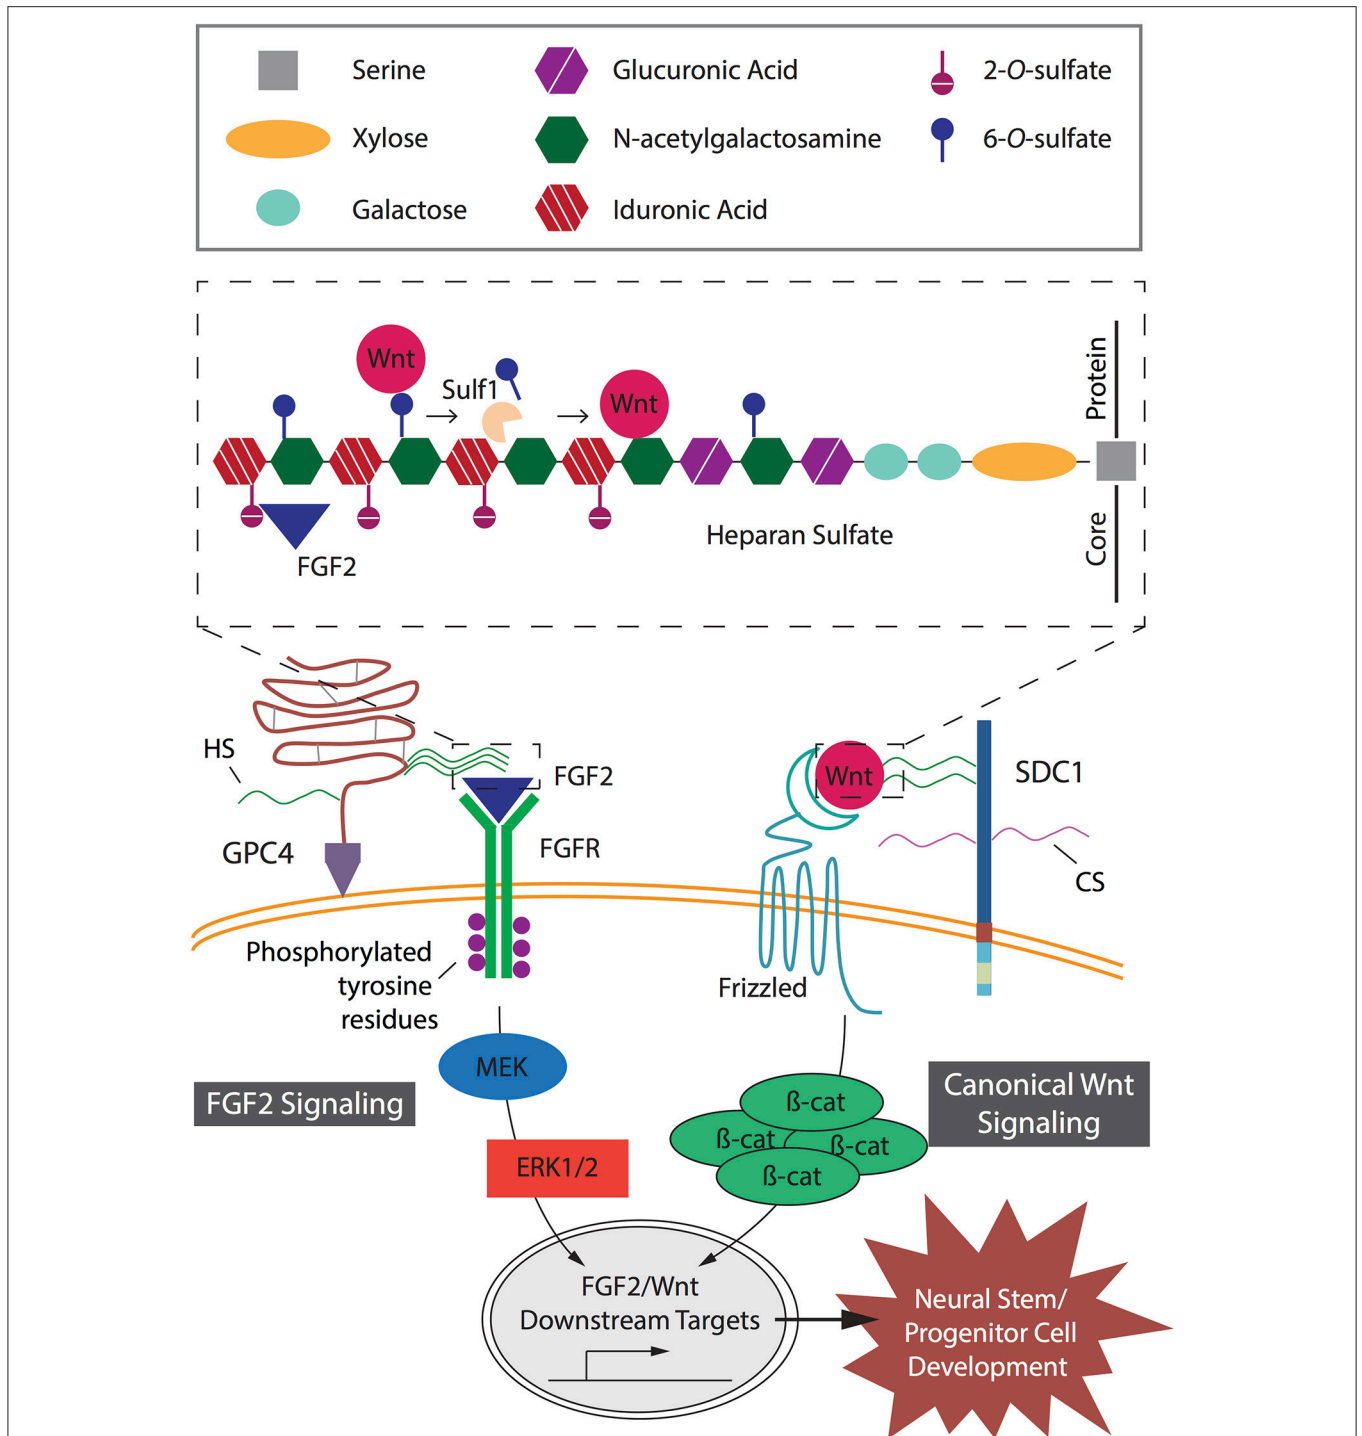 Serine
Glucuronic Acid
2-O-sulfate
Xylose
N-acetylgalactosamine
6-O-sulfate
Galactose
Iduronic Acid
Wnt
Sulf1
Wnt
Protein
Core
FGF2
Heparan Sulfate
HS
FGF2
Wnt
SDC1
GPC4
FGFR
CS
Phosphorylated
tyrosine
residues
Frizzled
MEK
FGF2 Signaling
ß-cat
ß-cat
ß-cat
ß-cat
Canonical Wnt
Signaling
ERK1/2
FGF2/Wnt
Downstream Targets
Neural Stem/
Progenitor Cell
Development